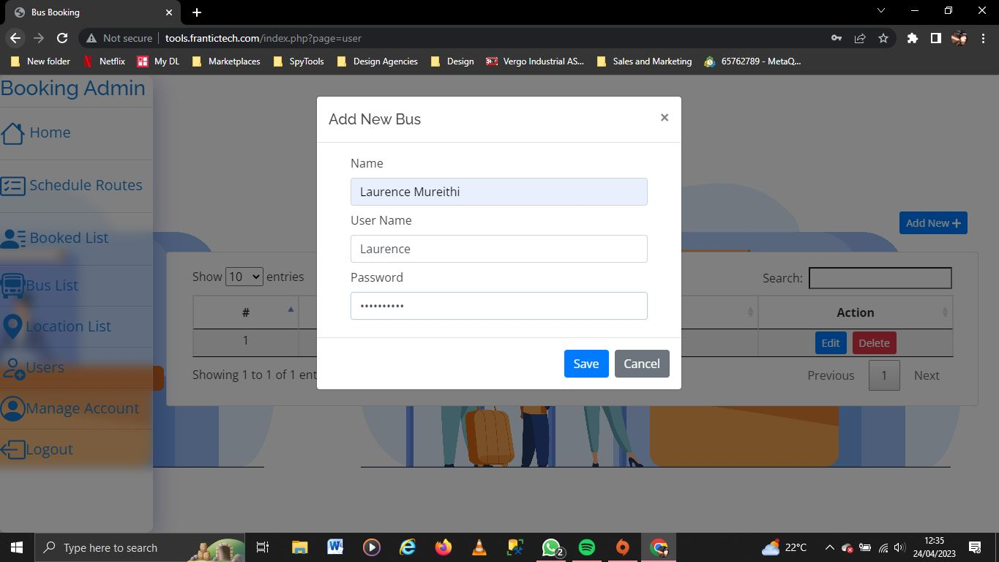 Bus Booking
Not secure
tools.frantictech.com/index.php?page=user
New folder
Netflix
My DL
Marketplaces
SpyTools
Design Agencies
Design
Vergo Industrial AS...
Sales and Marketing
65762789 - MetaQ...
Booking Admin
Home
Schedule Routes
Booked List
Bus List
Location List
Users
Manage Account
Logout
Add New Bus
×
Name
Laurence Mureithi
User Name
Laurence
Password
••••••••••
Save Cancel
Add New +
Show 10 entries
Search:
# Action
1 Edit Delete
Showing 1 to 1 of 1 ent
Previous 1 Next
Type here to search
2
22°C
12:35
24/04/2023